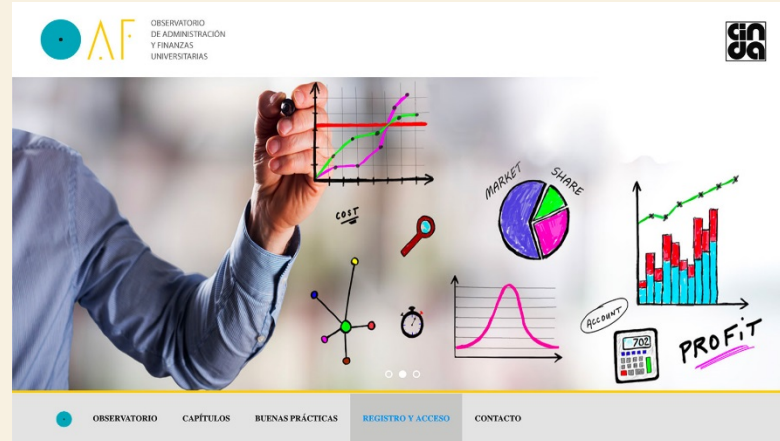 OAF
OBSERVATORIO
DE ADMINISTRACIÓN
Y FINANZAS
UNIVERSITARIAS
cinda
MARKET SHARE
COST
ACCOUNT
702
PROFIT
OBSERVATORIO CAPÍTULOS BUENAS PRÁCTICAS REGISTRO Y ACCESO CONTACTO